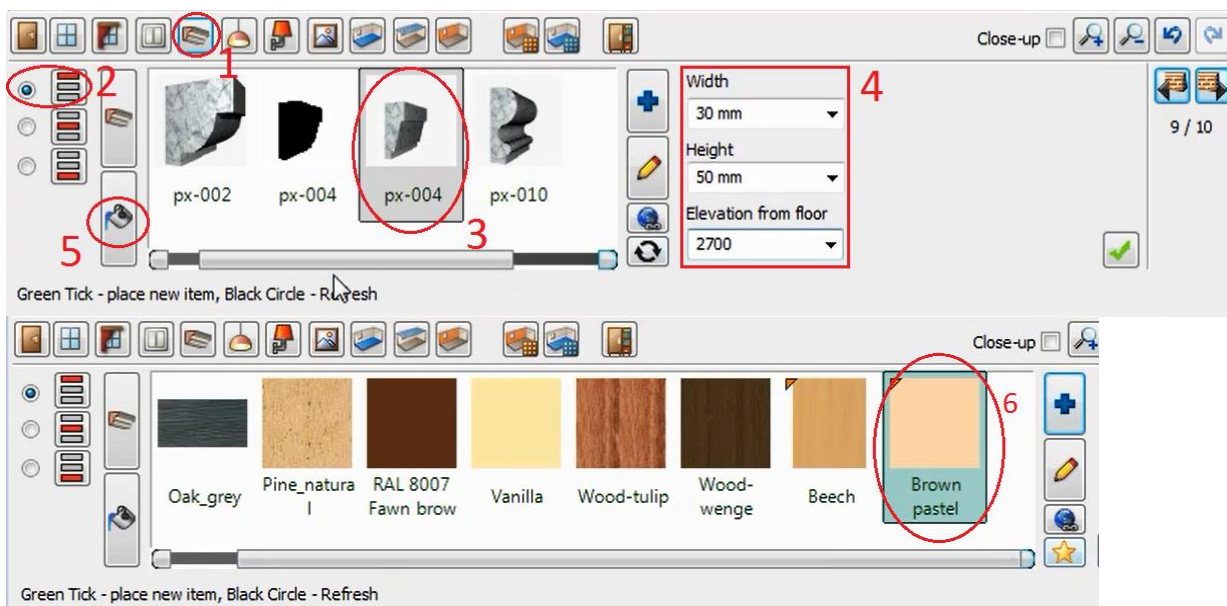 Close-up
1
2
3
4
5
px-002
px-004
px-004
px-010
Width
30 mm
Height
50 mm
Elevation from floor
2700
9 / 10
Green Tick - place new item, Black Circle - Refresh
Close-up
Oak_grey
Pine_natura
l
RAL 8007
Fawn brow
Vanilla
Wood-tulip
Wood-
wenge
Beech
Brown
pastel
6
Green Tick - place new item, Black Circle - Refresh